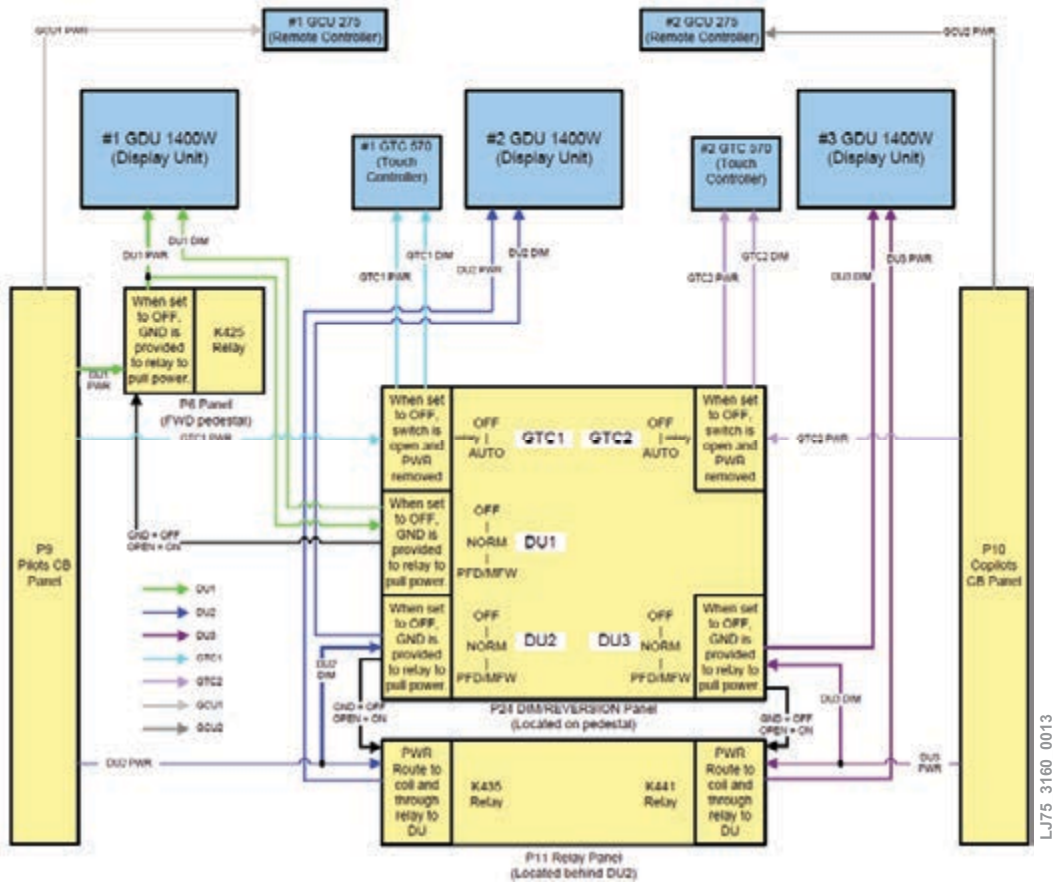 GCU1 PWR
#1 GCU 275
(Remote Controller)
#2 GCU 275
(Remote Controller)
GCU2 PWR
#1 GDU 1400W
(Display Unit)
#1 GTC 570
(Touch
Controller)
#2 GDU 1400W
(Display Unit)
#2 GTC 570
(Touch
Controller)
#3 GDU 1400W
(Display Unit)
DU1 PWR
DU1 DIM
GTC1 PWR
GTC1 DIM
DU2 PWR
DU2 DIM
GTC2 PWR
GTC2 DIM
DU3 DIM
DU3 PWR
When set
to OFF,
GND is
provided
to relay to
pull power.
K425
Relay
DU1
PWR
P6 Panel
(FWD pedestal)
GTC1 PWR
When set
to OFF,
switch is
open and
PWR
removed
OFF
AUTO
GTC1
GTC2
OFF
AUTO
When set
to OFF,
switch is
open and
PWR
removed
GTC2 PWR
GND = OFF
OPEN = ON
When set
to OFF,
GND is
provided
to relay to
pull power.
OFF
NORM
PFD/MFW
DU1
P9
Pilots CB
Panel
P10
Copilots
CB Panel
DU1
DU2
DU3
GTC1
GTC2
GCU1
GCU2
DU2
DIM
When set
to OFF,
GND is
provided
to relay to
pull power.
OFF
NORM
PFD/MFW
DU2
DU3
OFF
NORM
PFD/MFW
When set
to OFF,
GND is
provided
to relay to
pull power.
DU3 DIM
GND = OFF
OPEN = ON
P24 DIM/REVERSION Panel
(Located on pedestal)
GND = OFF
OPEN = ON
DU2 PWR
PWR
Route to
coil and
through
relay to
DU
K435
Relay
K441
Relay
PWR
Route to
coil and
through
relay to
DU
DU3
PWR
P11 Relay Panel
(Located behind DU2)
LJ75_3160_0013